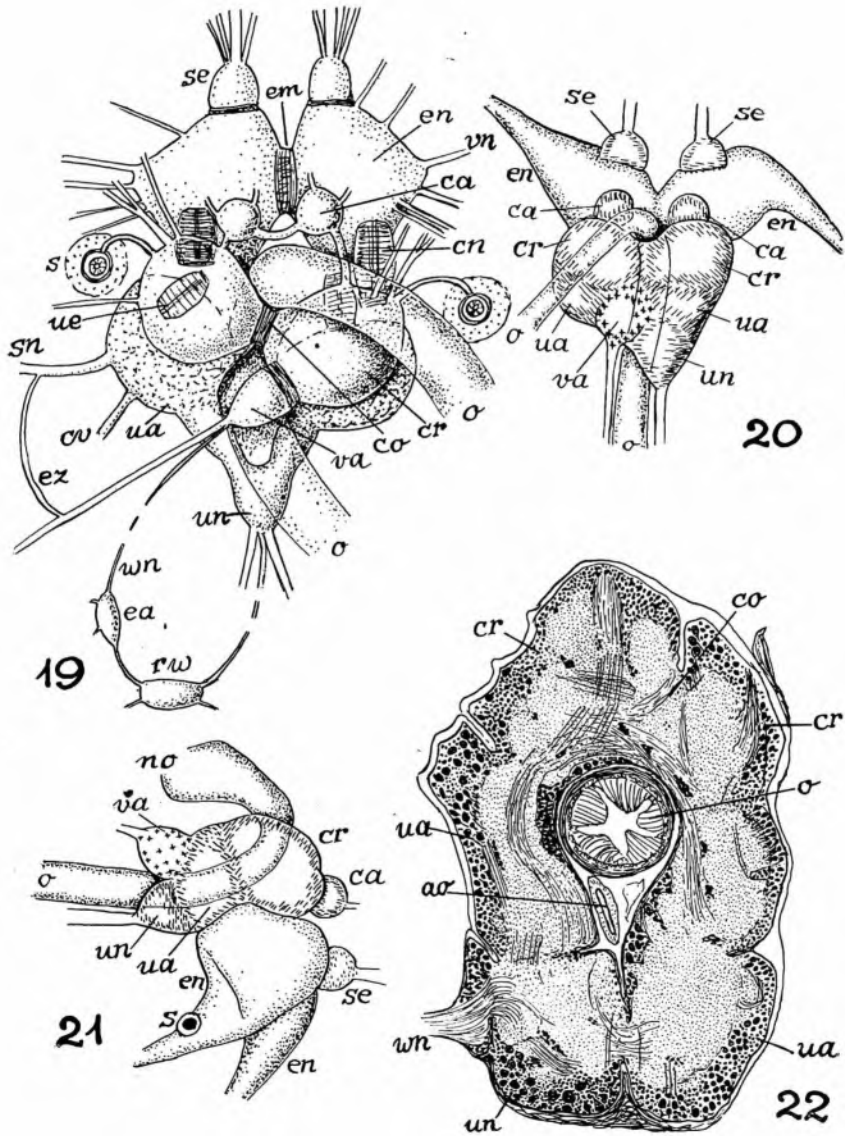 se
em
en
vn
ca
cn
s
ue
sn
cv
ua
ez
co
cr
o
va
un
o
wn
ea
rw
19
se
se
en
ca
en
cr
ca
cr
ua
o
ua
va
un
o
20
no
va
cr
o
ca
un
ua
en
se
s
en
21
co
cr
cr
o
ua
ao
wn
ua
un
22